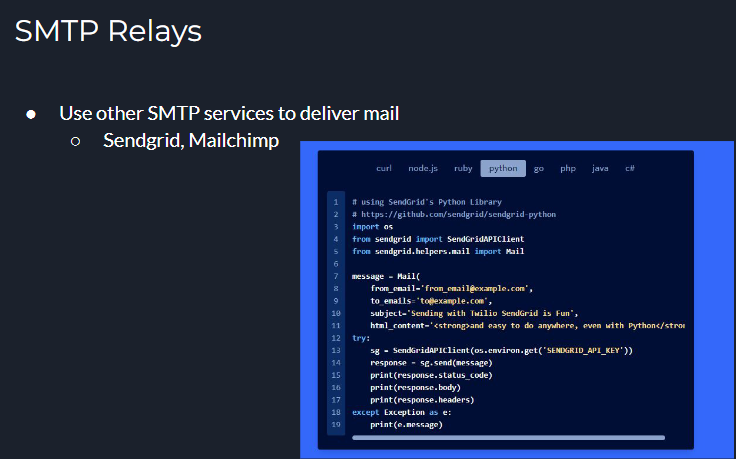 SMTP Relays
● Use other SMTP services to deliver mail
○ Sendgrid, Mailchimp
curl node.js ruby python go php java c#
1 # using SendGrid's Python Library
2 # https://github.com/sendgrid/sendgrid-python
3 import os
4 from sendgrid import SendGridAPIClient
5 from sendgrid.helpers.mail import Mail
6
7 message = Mail(
8 from_email='from_email@example.com',
9 to_emails='to@example.com',
10 subject='Sending with Twilio SendGrid is Fun',
11 html_content='<strong>and easy to do anywhere, even with Python</stron
12 try:
13 sg = SendGridAPIClient(os.environ.get('SENDGRID_API_KEY'))
14 response = sg.send(message)
15 print(response.status_code)
16 print(response.body)
17 print(response.headers)
18 except Exception as e:
19 print(e.message)